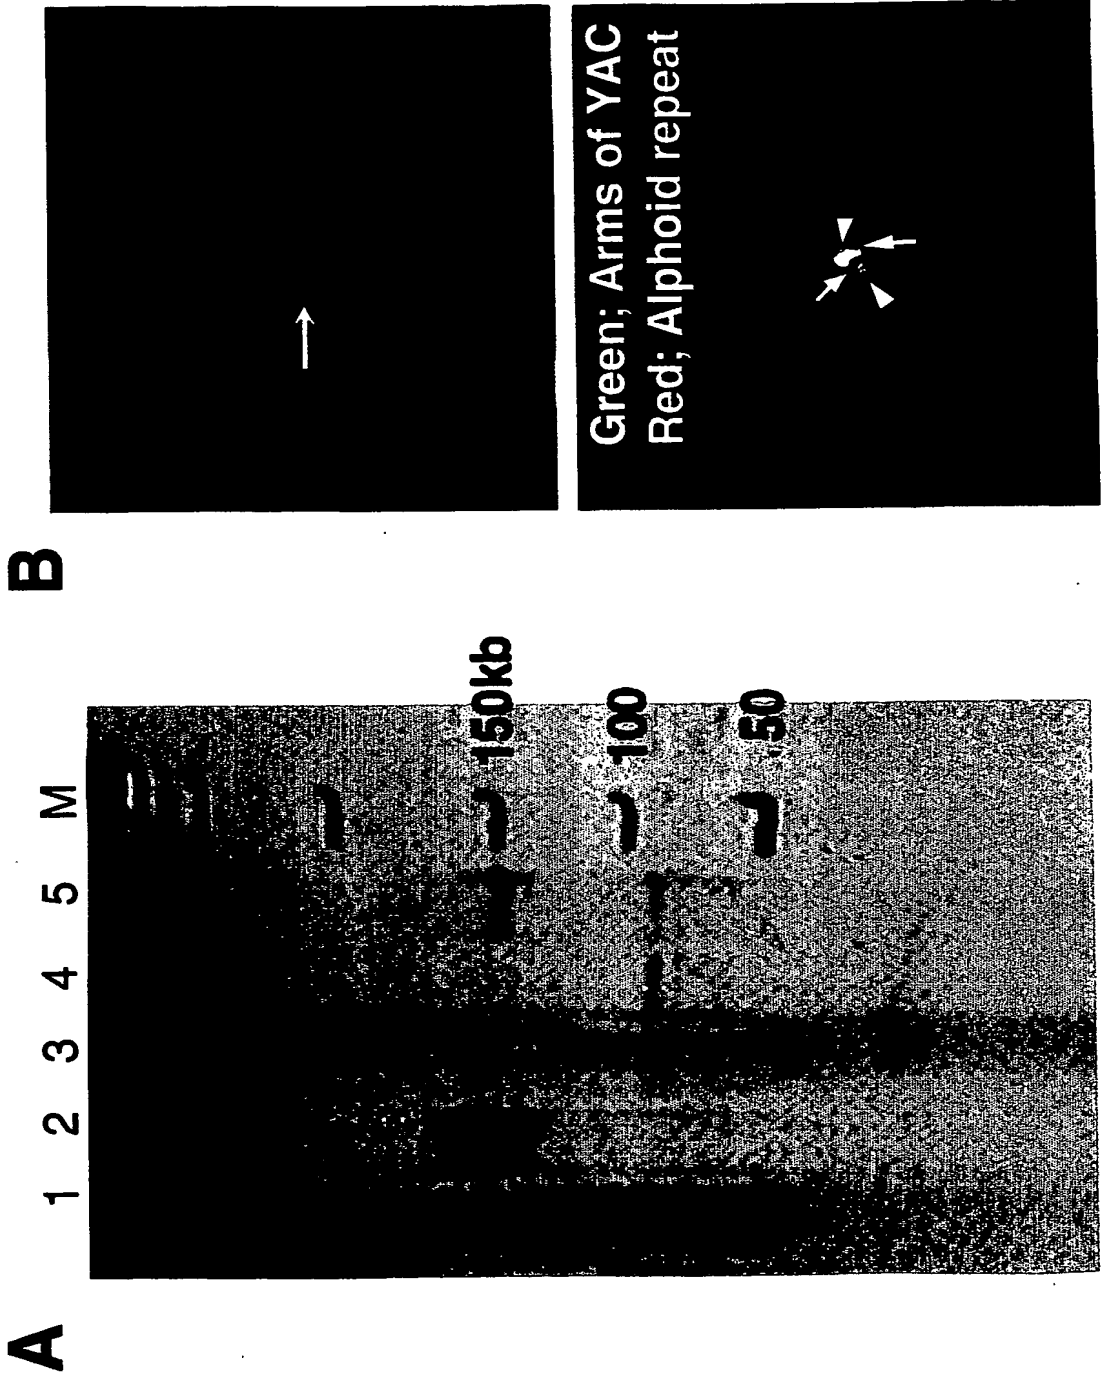 A
1 2 3 4 5 M
150kb
100
50
B
Green; Arms of YAC
Red; Alphoid repeat